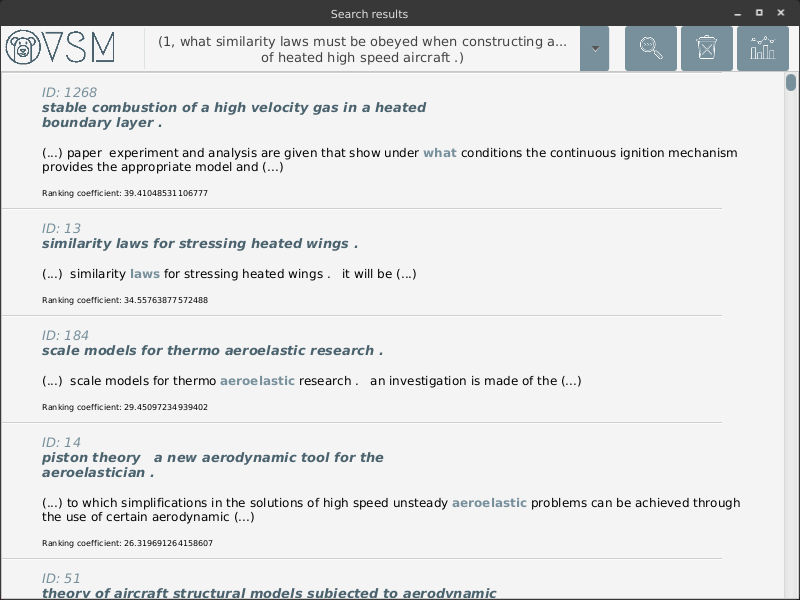 Search results
VSM
(1, what similarity laws must be obeyed when constructing a...
of heated high speed aircraft .)
ID: 1268
stable combustion of a high velocity gas in a heated
boundary layer .
(...) paper  experiment and analysis are given that show under what conditions the continuous ignition mechanism
provides the appropriate model and (...)
Ranking coefficient: 39.41048531106777
ID: 13
similarity laws for stressing heated wings .
(...)  similarity laws for stressing heated wings .   it will be (...)
Ranking coefficient: 34.55763877572488
ID: 184
scale models for thermo aeroelastic research .
(...)  scale models for thermo aeroelastic research .   an investigation is made of the (...)
Ranking coefficient: 29.45097234939402
ID: 14
piston theory   a new aerodynamic tool for the
aeroelastician .
(...) to which simplifications in the solutions of high speed unsteady aeroelastic problems can be achieved through
the use of certain aerodynamic (...)
Ranking coefficient: 26.319691264158607
ID: 51
theory of aircraft structural models subjected to aerodynamic